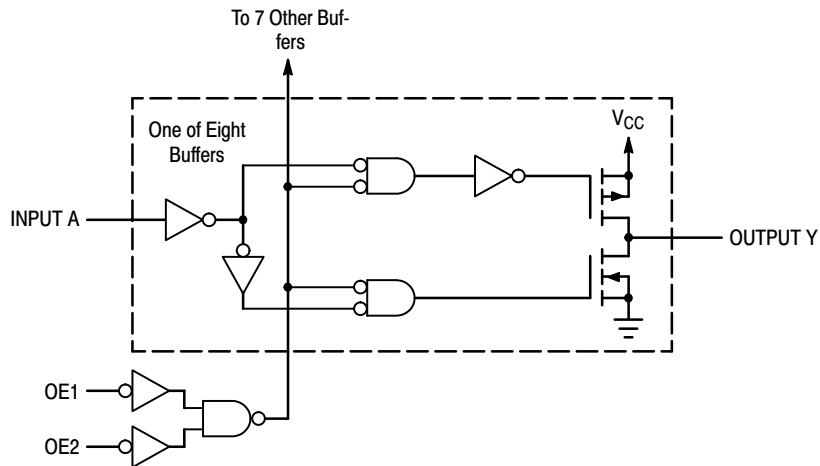 To 7 Other Buf-
fers
One of Eight
Buffers
VCC
INPUT A
OUTPUT Y
OE1
OE2